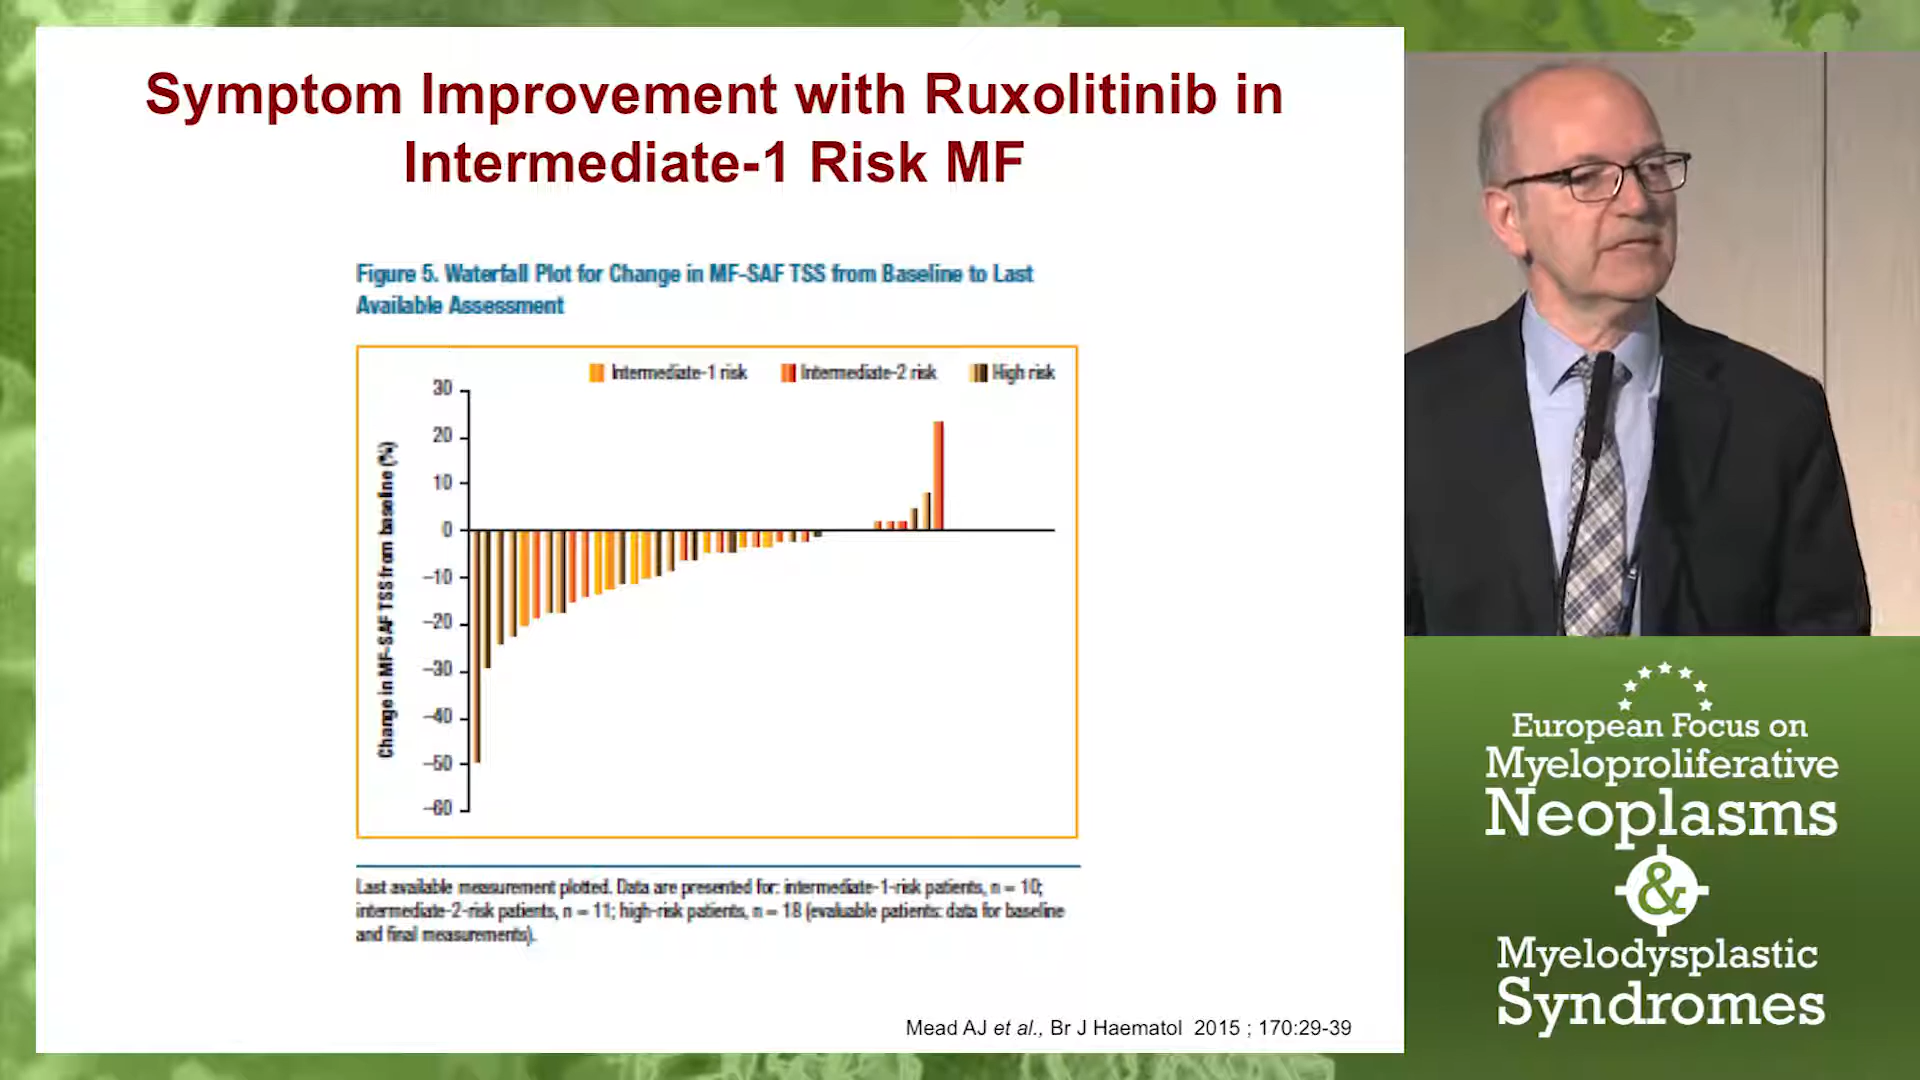 Symptom Improvement with Ruxolitinib in
Intermediate-1 Risk MF
Figure 5. Waterfall Plot for Change in MF-SAF TSS from Baseline to Last
Available Assessment
Intermediate-1 risk
Intermediate-2 risk
High risk
Change in MF-SAF TSS from baseline (%)
30
20
10
0
–10
–20
–30
–40
–50
–60
Last available measurement plotted. Data are presented for: intermediate-1-risk patients, n = 10;
intermediate-2-risk patients, n = 11; high-risk patients, n = 18 (evaluable patients: data for baseline
and final measurements).
Mead AJ et al., Br J Haematol 2015 ; 170:29-39
European Focus on
Myeloproliferative
Neoplasms
&
Myelodysplastic
Syndromes